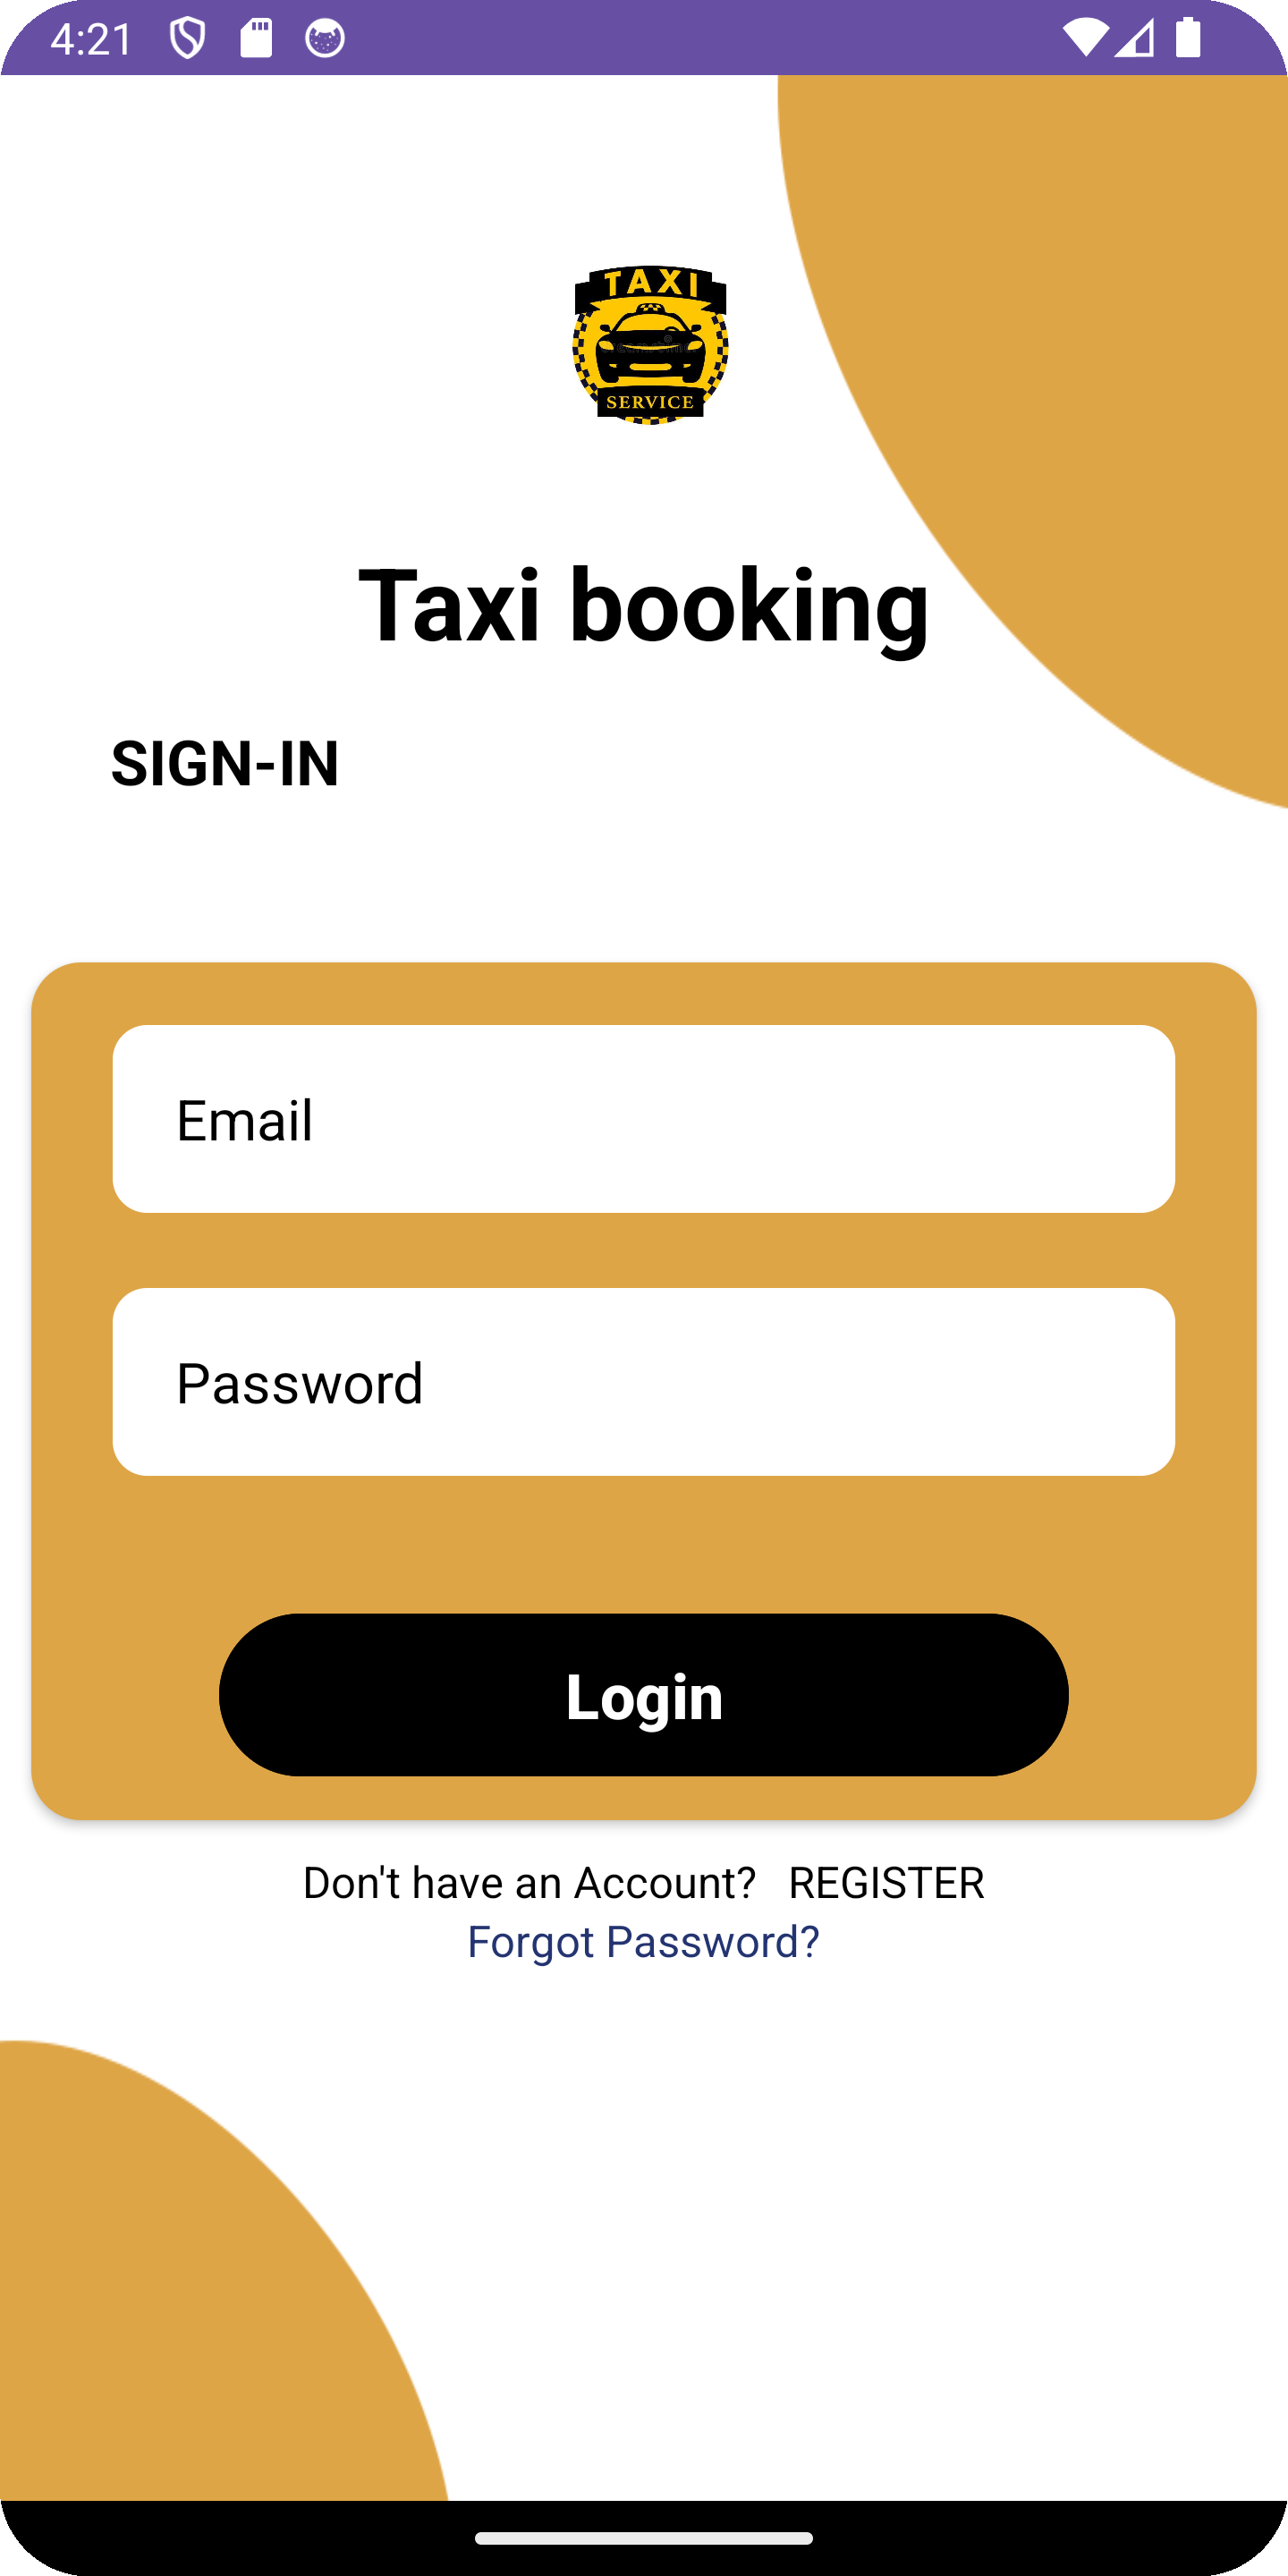 4:21
TAXI
SERVICE
Taxi booking
SIGN-IN
Email
Password
Login
Don't have an Account? REGISTER
Forgot Password?